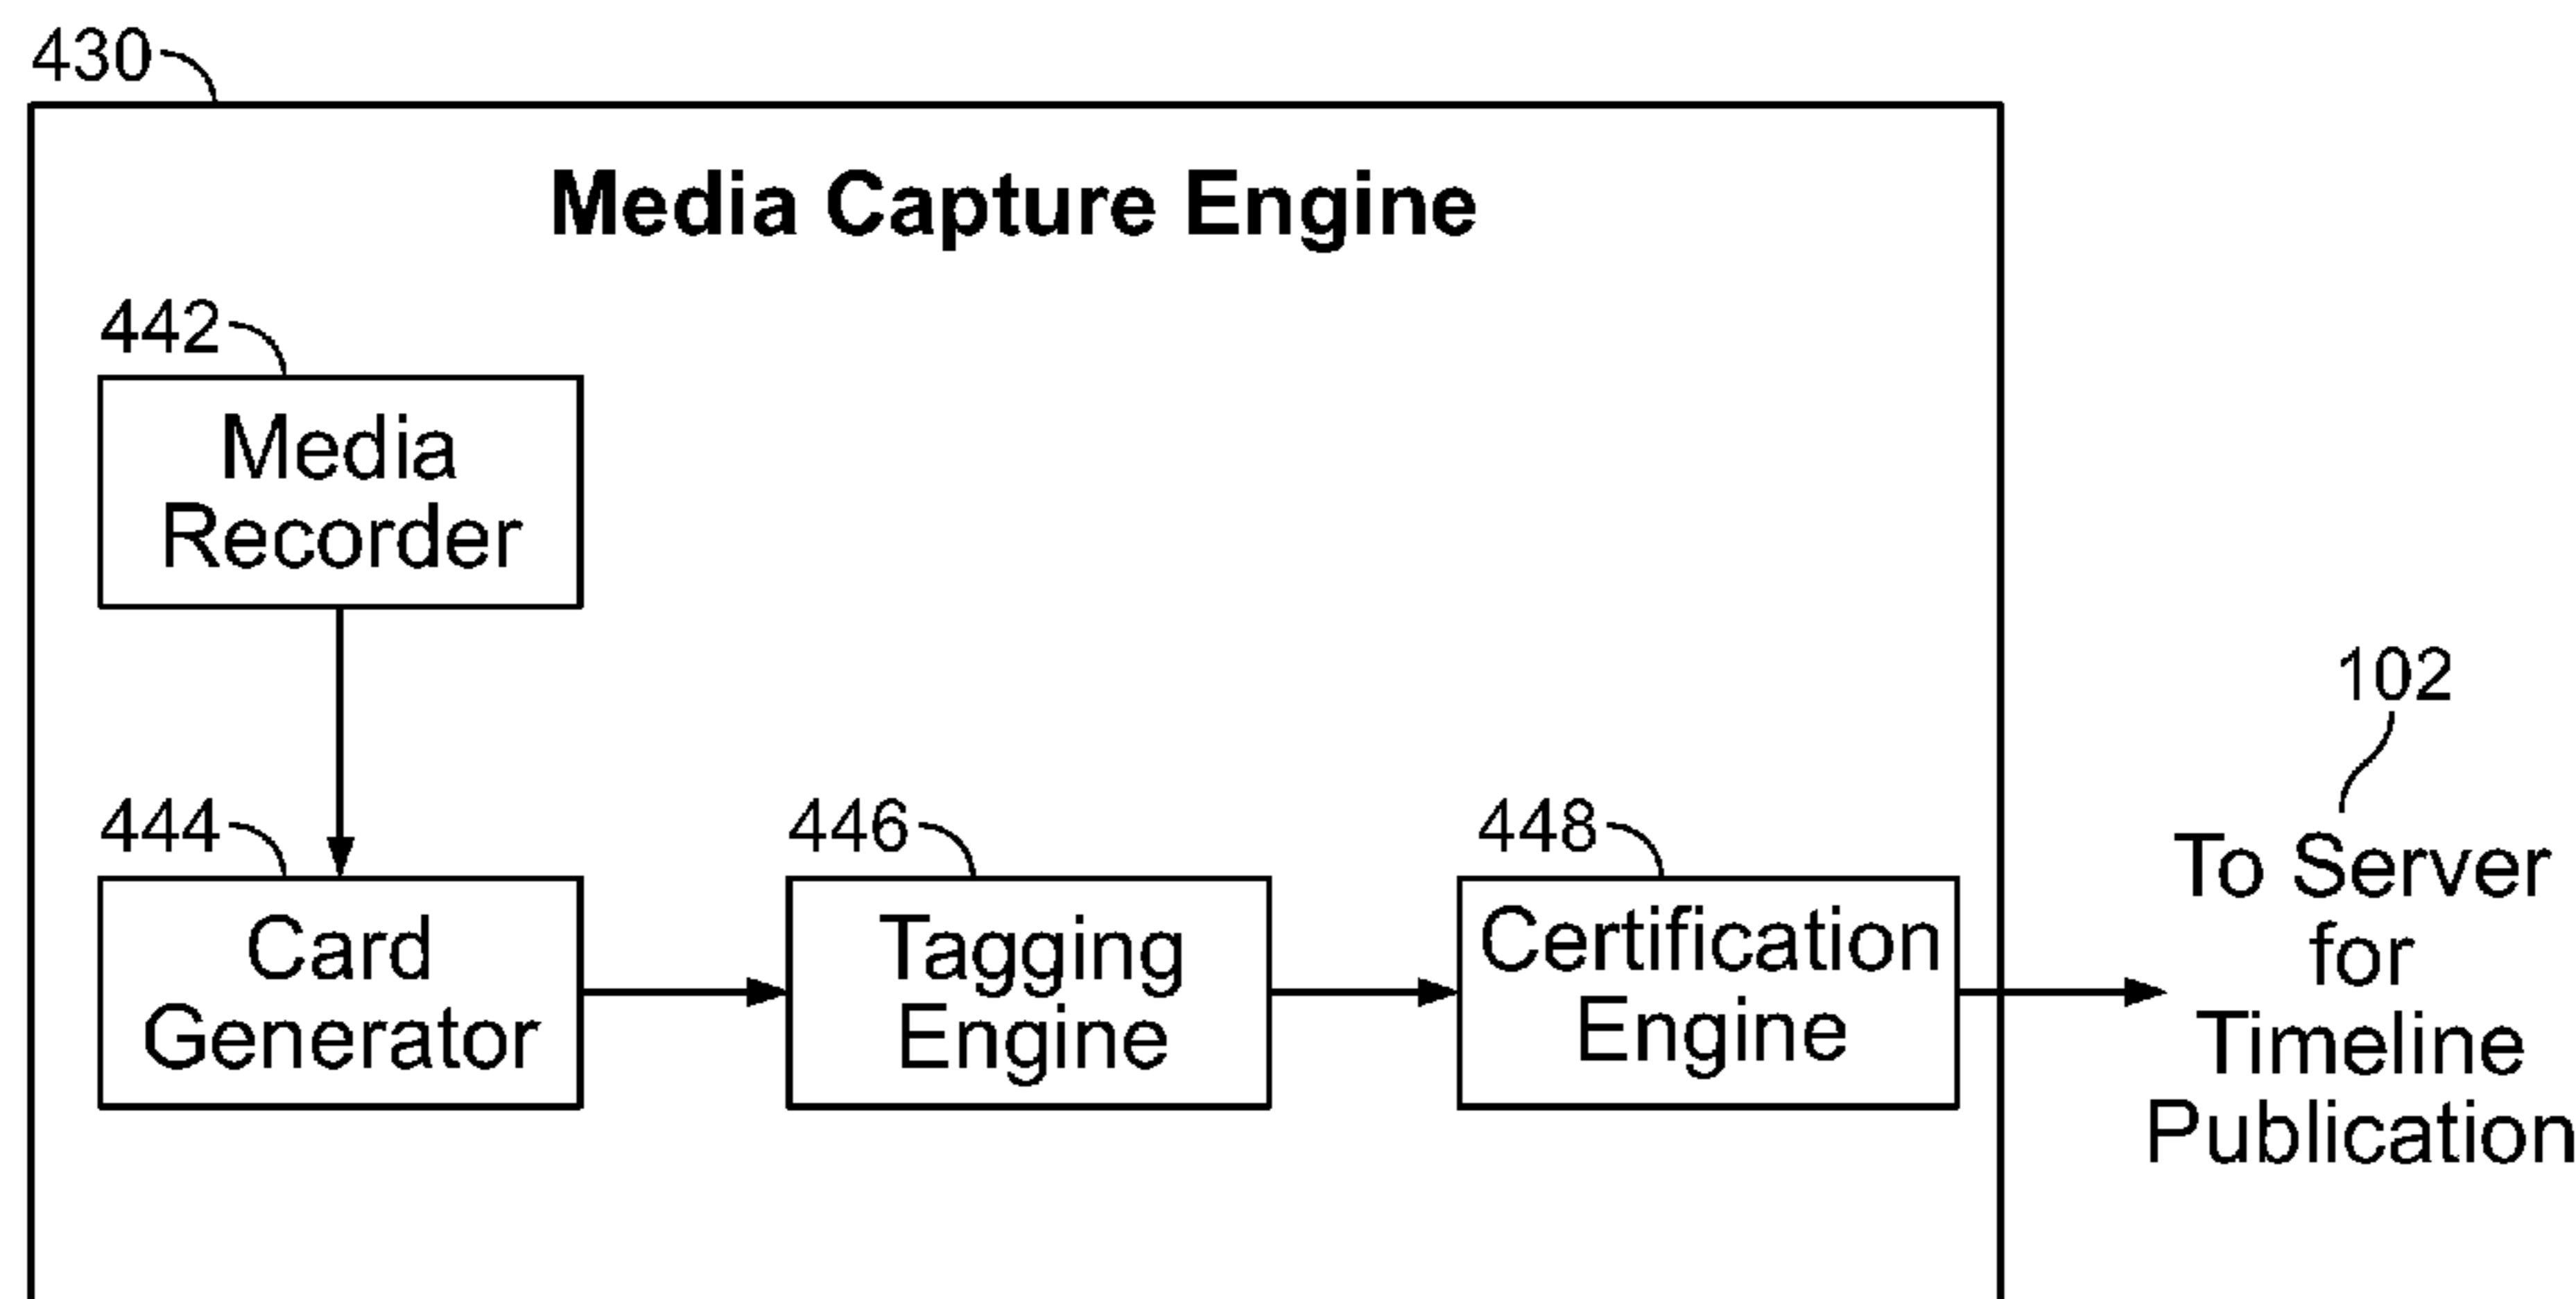 430
Media Capture Engine
442
Media
Recorder
444
Card
Generator
446
Tagging
Engine
448
Certification
Engine
102
To Server
for
Timeline
Publication